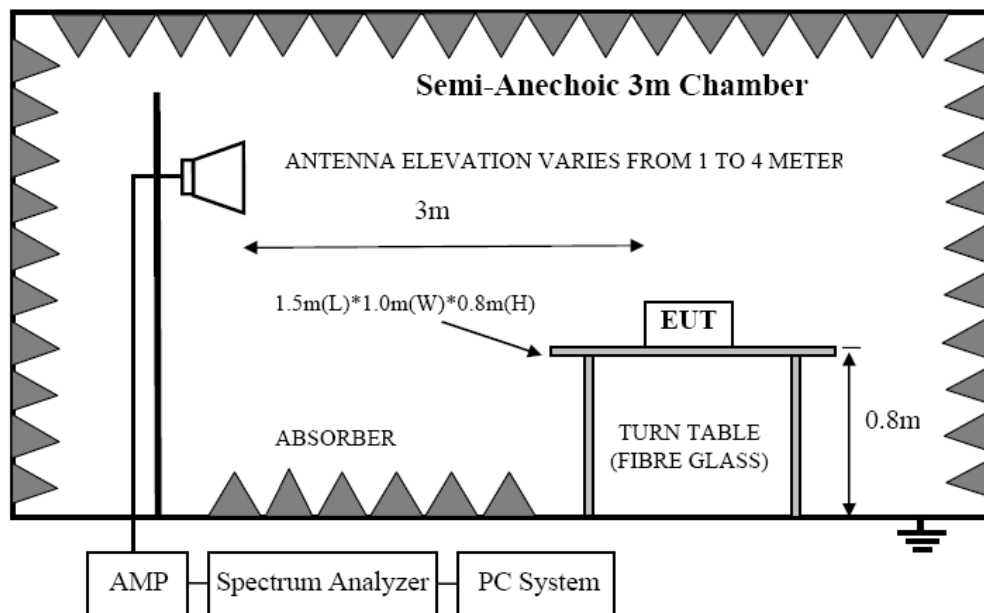 Semi-Anechoic 3m Chamber
ANTENNA ELEVATION VARIES FROM 1 TO 4 METER
3m
1.5m(L)*1.0m(W)*0.8m(H)
EUT
0.8m
ABSORBER
TURN TABLE
(FIBRE GLASS)
AMP
Spectrum Analyzer
PC System